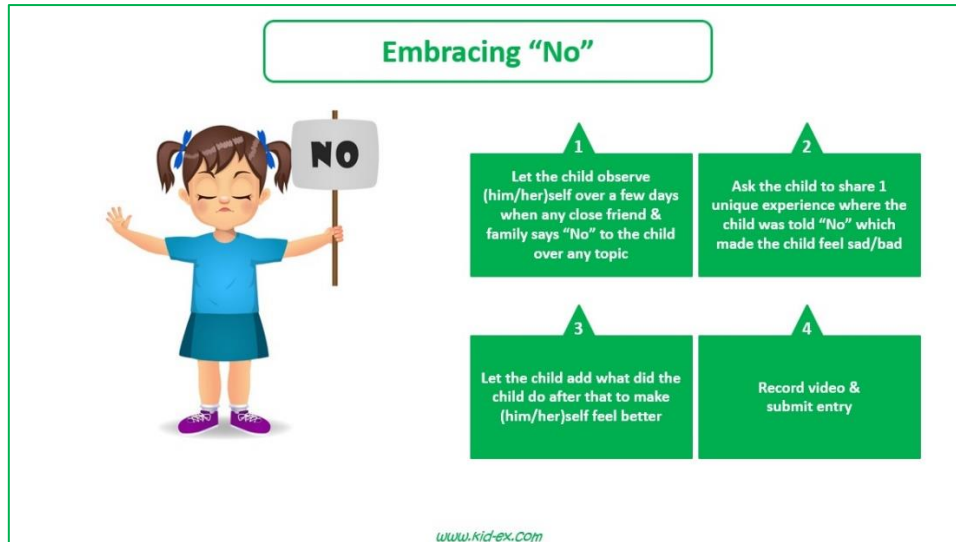 Embracing “No”
NO
1
Let the child observe
(him/her)self over a few days
when any close friend &
family says “No” to the child
over any topic
2
Ask the child to share 1
unique experience where the
child was told “No” which
made the child feel sad/bad
3
Let the child add what did the
child do after that to make
(him/her)self feel better
4
Record video &
submit entry
www.kid-ex.com